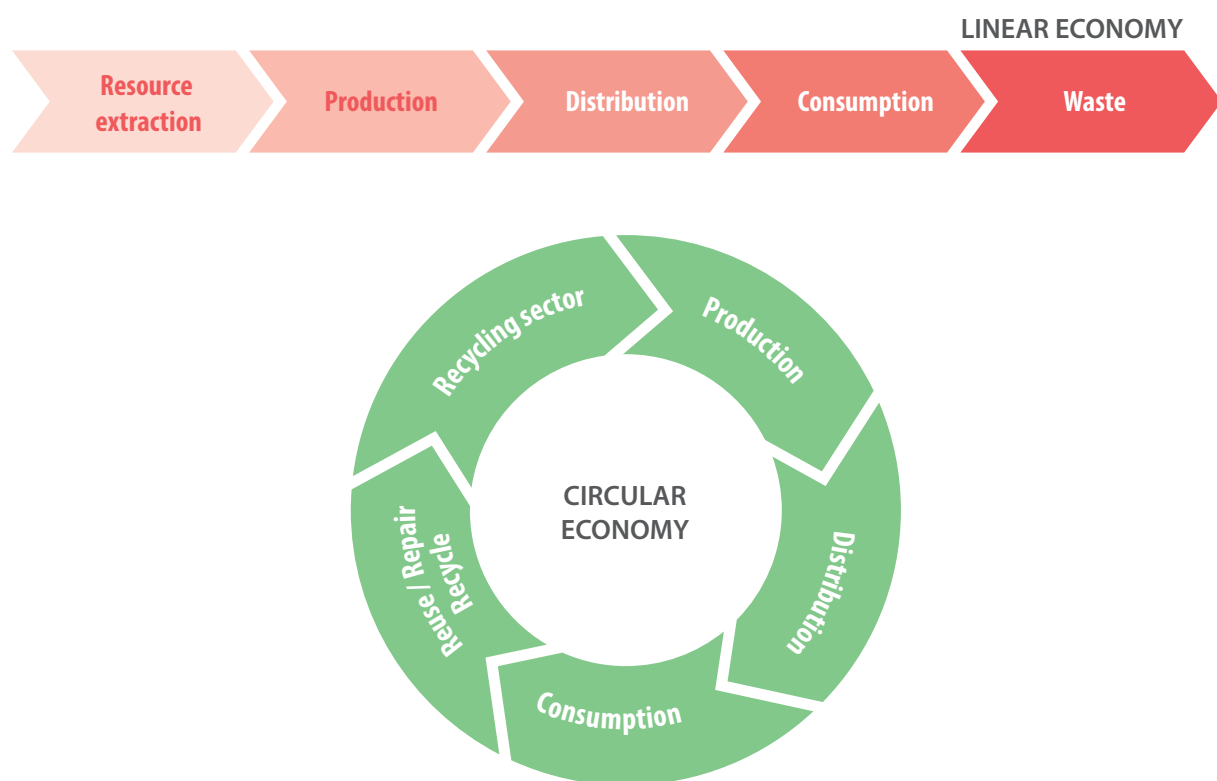 LINEAR ECONOMY
Resource
extraction
Production
Distribution
Consumption
Waste
Recycling sector
Production
Distribution
Consumption
Reuse / Repair
Recycle
CIRCULAR
ECONOMY